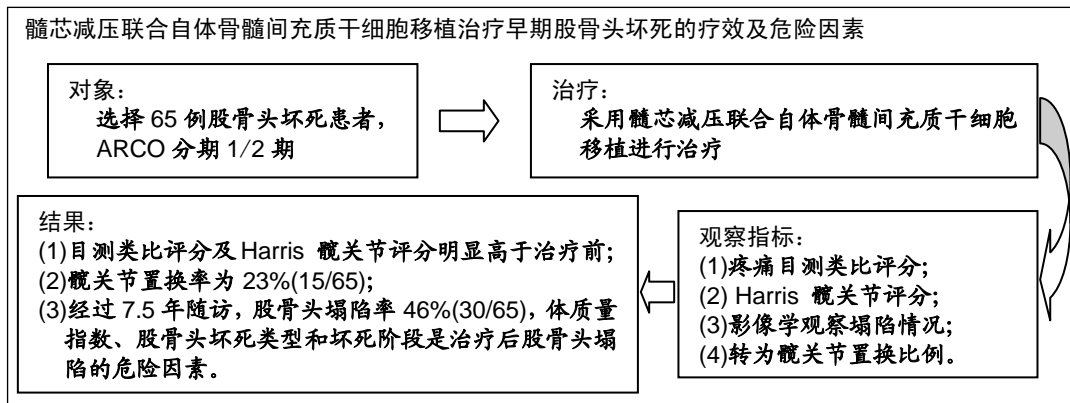 髓芯减压联合自体骨髓间充质干细胞移植治疗早期股骨头坏死的疗效及危险因素
对象：
选择 65 例股骨头坏死患者，
ARCO 分期 1/2 期
治疗：
采用髓芯减压联合自体骨髓间充质干细胞
移植进行治疗
观察指标：
(1)疼痛目测类比评分；
(2) Harris 髋关节评分；
(3)影像学观察塌陷情况；
(4)转为髋关节置换比例。
结果：
(1)目测类比评分及 Harris 髋关节评分明显高于治疗前；
(2)髋关节置换率为 23%(15/65)；
(3)经过 7.5 年随访，股骨头塌陷率 46%(30/65)，体质量
指数、股骨头坏死类型和坏死阶段是治疗后股骨头塌
陷的危险因素。